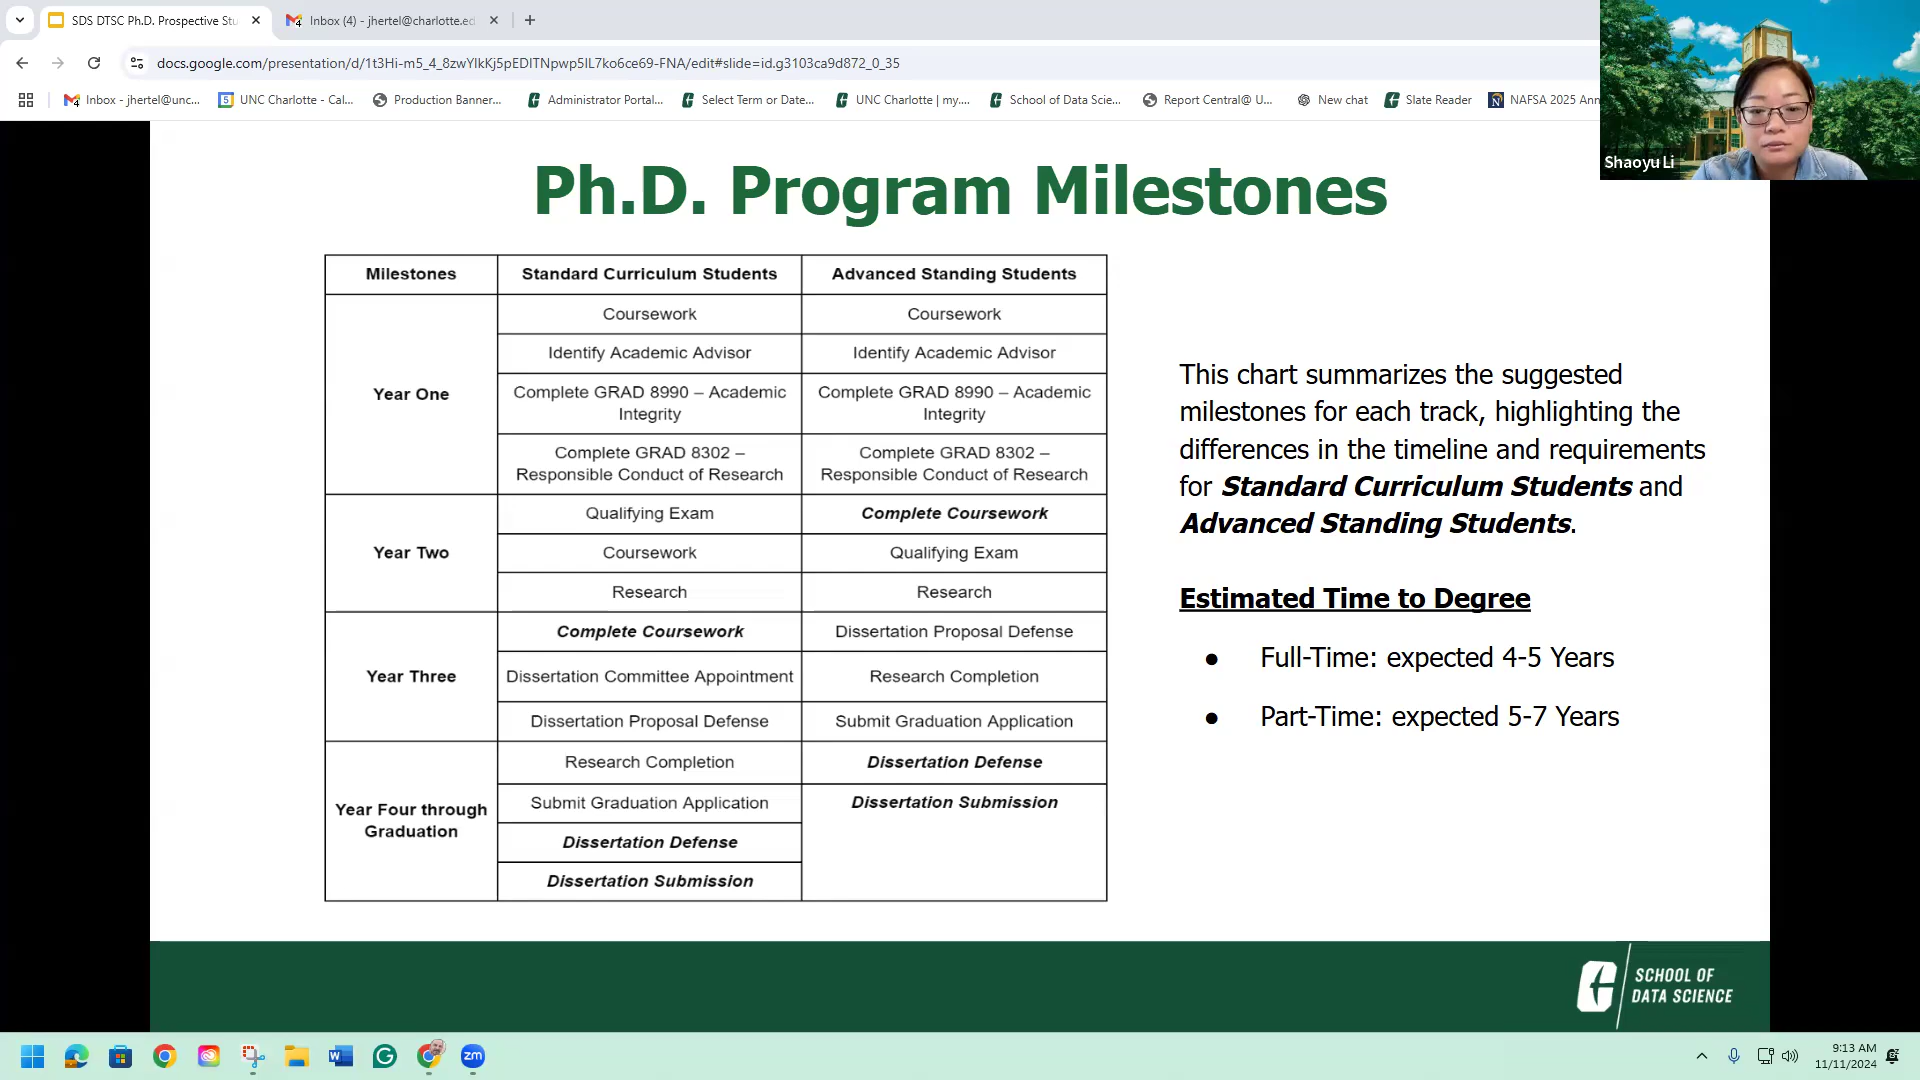 SDS DTSC Ph.D. Prospective Stu
Inbox (4) - jhertel@charlotte.ed
docs.google.com/presentation/d/1t3Hi-m5_4_8zwYlkKj5pEDITNpwp5IL7ko6ce69-FNA/edit#slide=id.g3103ca9d872_0_35
Inbox - jhertel@unc...
UNC Charlotte - Cal...
Production Banner...
Administrator Portal...
Select Term or Date...
UNC Charlotte | my....
School of Data Scie...
Report Central@ U...
New chat
Slate Reader
NAFSA 2025 Ann
Shaoyu Li
Ph.D. Program Milestones
Milestones
Standard Curriculum Students
Advanced Standing Students
Year One
Coursework
Coursework
Identify Academic Advisor
Identify Academic Advisor
Complete GRAD 8990 – Academic
Integrity
Complete GRAD 8990 – Academic
Integrity
Complete GRAD 8302 –
Responsible Conduct of Research
Complete GRAD 8302 –
Responsible Conduct of Research
Year Two
Qualifying Exam
Complete Coursework
Coursework
Qualifying Exam
Research
Research
Year Three
Complete Coursework
Dissertation Proposal Defense
Dissertation Committee Appointment
Research Completion
Dissertation Proposal Defense
Submit Graduation Application
Year Four through
Graduation
Research Completion
Dissertation Defense
Submit Graduation Application
Dissertation Submission
Dissertation Defense
Dissertation Submission
This chart summarizes the suggested
milestones for each track, highlighting the
differences in the timeline and requirements
for Standard Curriculum Students and
Advanced Standing Students.
Estimated Time to Degree
● Full-Time: expected 4-5 Years
● Part-Time: expected 5-7 Years
SCHOOL OF
DATA SCIENCE
zm
9:13 AM
11/11/2024